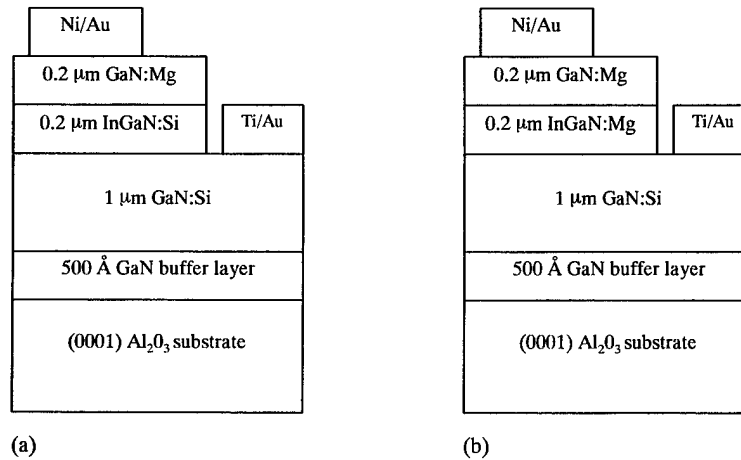 Ni/Au
0.2 μm GaN:Mg
0.2 μm InGaN:Si
Ti/Au
1 μm GaN:Si
500 Å GaN buffer layer
(0001) Al₂0₃ substrate
(a)
Ni/Au
0.2 μm GaN:Mg
0.2 μm InGaN:Mg
Ti/Au
1 μm GaN:Si
500 Å GaN buffer layer
(0001) Al₂0₃ substrate
(b)